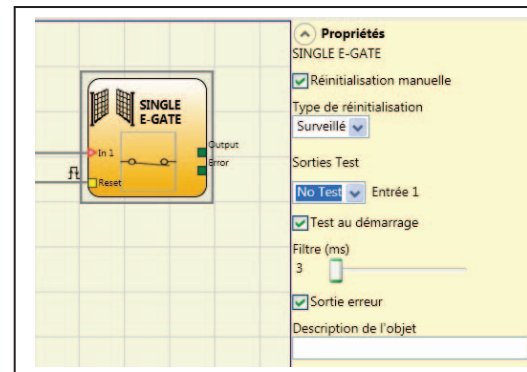 SINGLE
E-GATE
In 1
Output
Error
Reset
Propriétés
SINGLE E-GATE
Réinitialisation manuelle
Type de réinitialisation
Surveillé
Sorties Test
No Test Entrée 1
Test au démarrage
Filtre (ms)
3
Sortie erreur
Description de l'objet